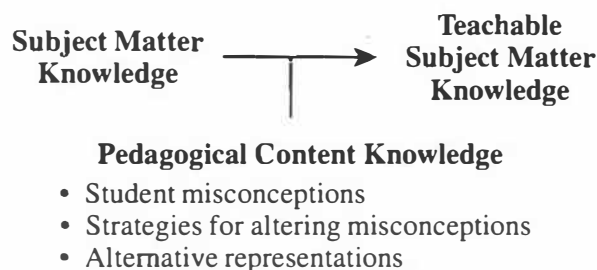 Subject Matter
Knowledge
Teachable
Subject Matter
Knowledge
Pedagogical Content Knowledge
• Student misconceptions
• Strategies for altering misconceptions
• Alternative representations